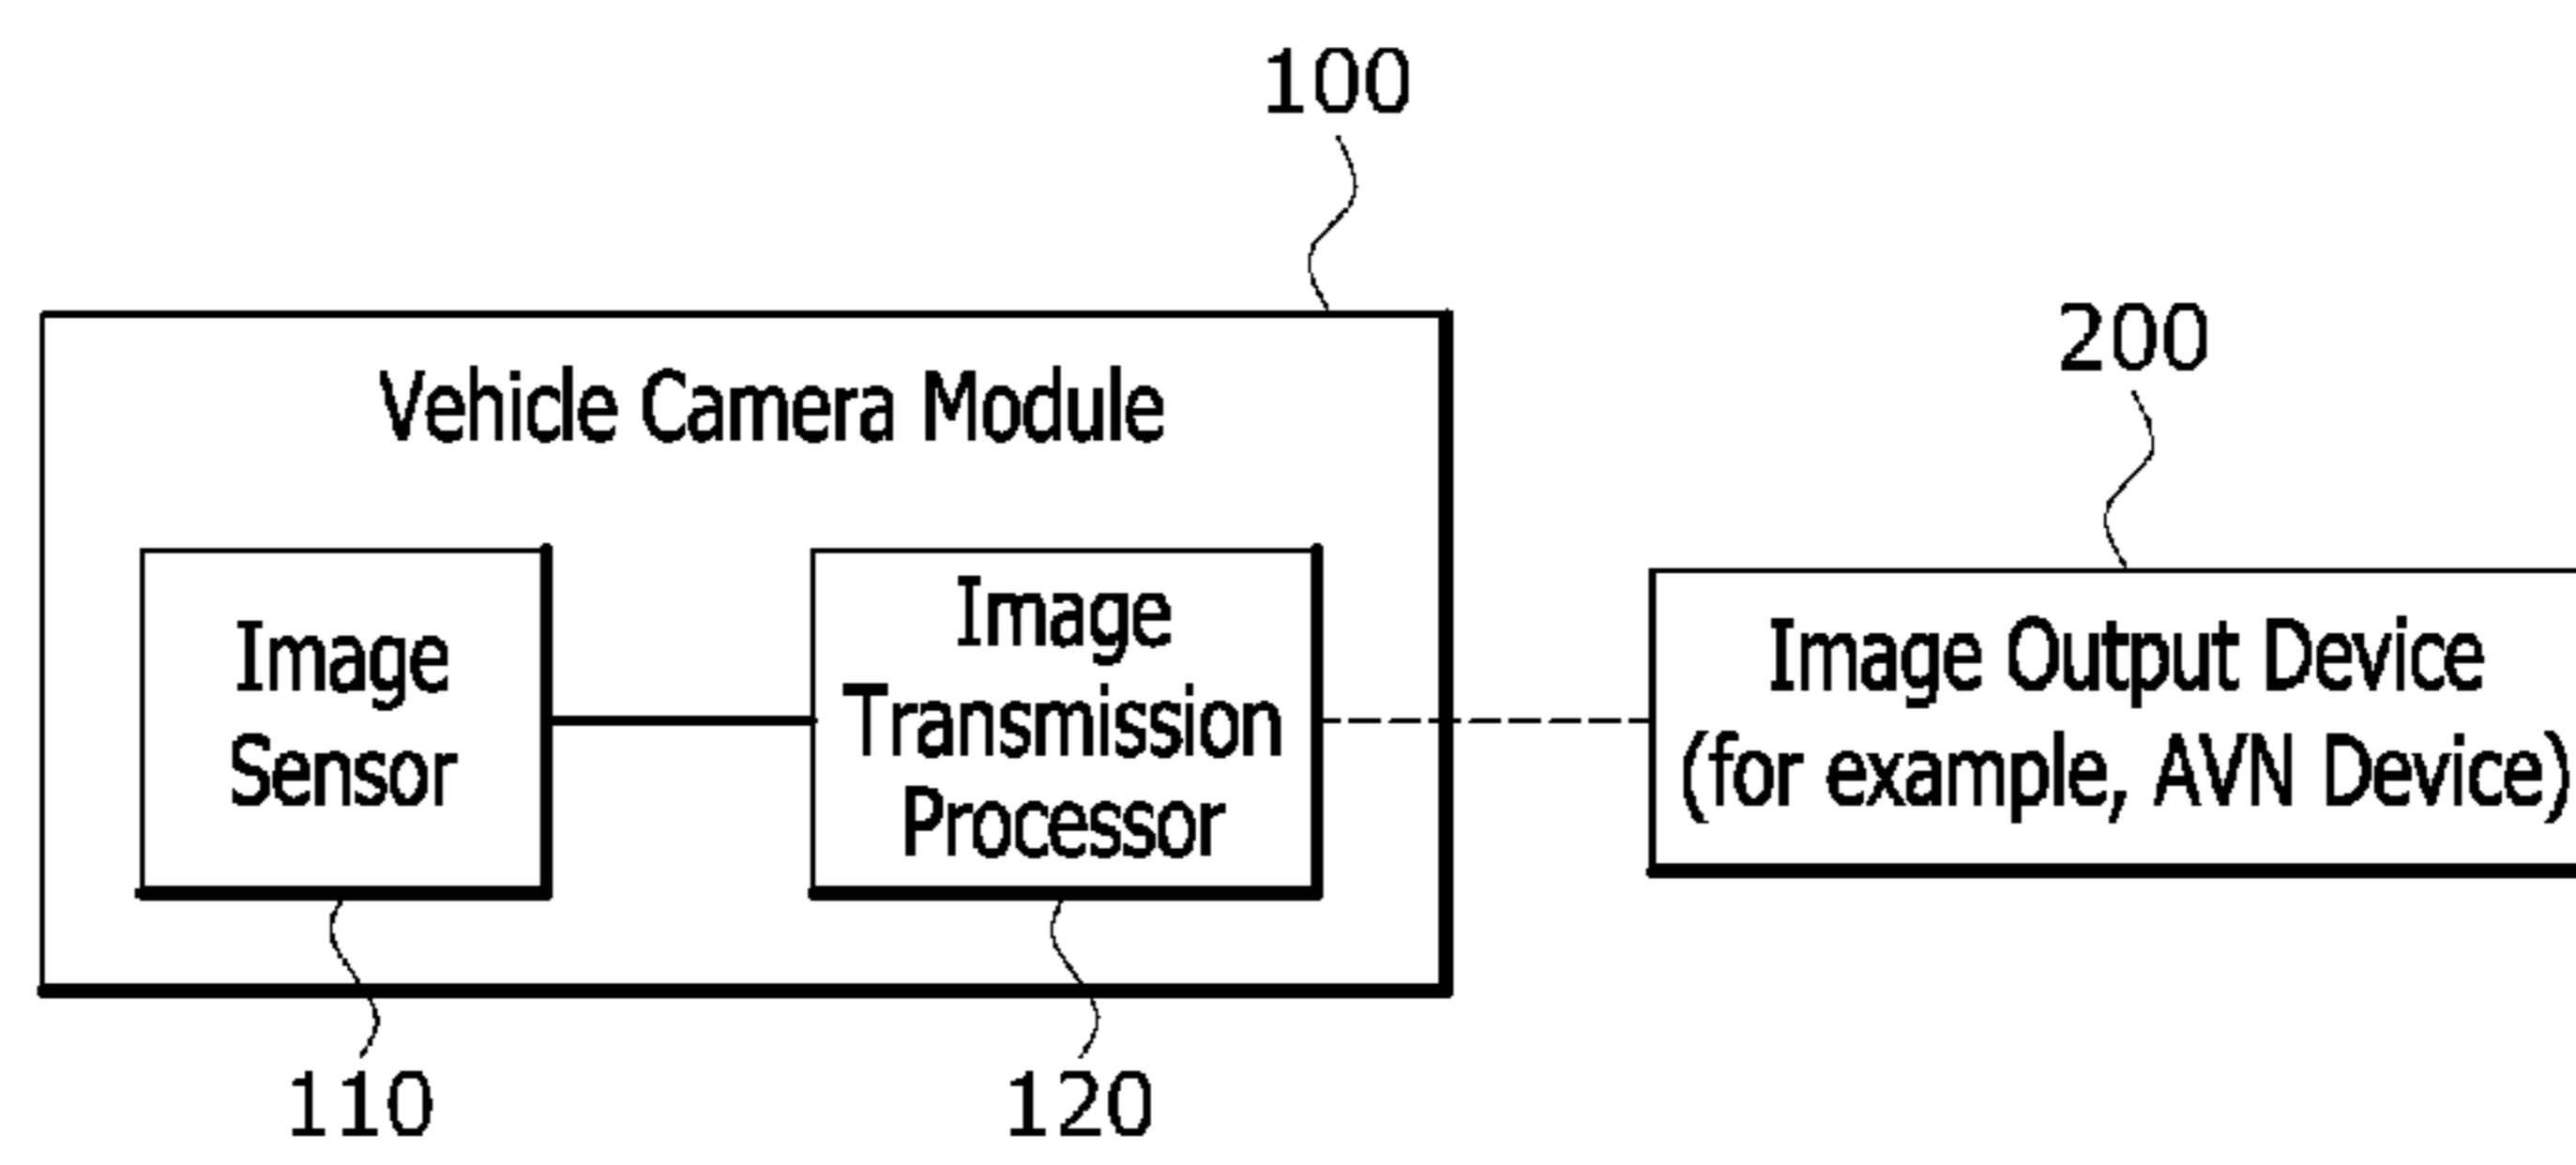 100
200
Vehicle Camera Module
Image
Sensor
Image
Transmission
Processor
Image Output Device
(for example, AVN Device)
110
120